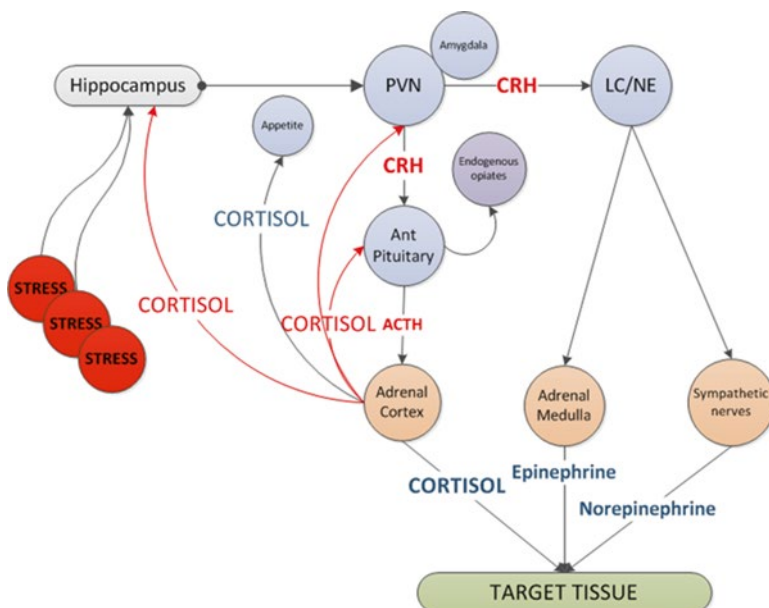 Amygdala
Hippocampus
PVN
CRH
LC/NE
Appetite
CRH
Endogenous
opiates
CORTISOL
Ant
Pituitary
STRESS
STRESS
STRESS
CORTISOL
CORTISOL
ACTH
Adrenal
Cortex
Adrenal
Medulla
Sympathetic
nerves
CORTISOL
Epinephrine
Norepinephrine
TARGET TISSUE